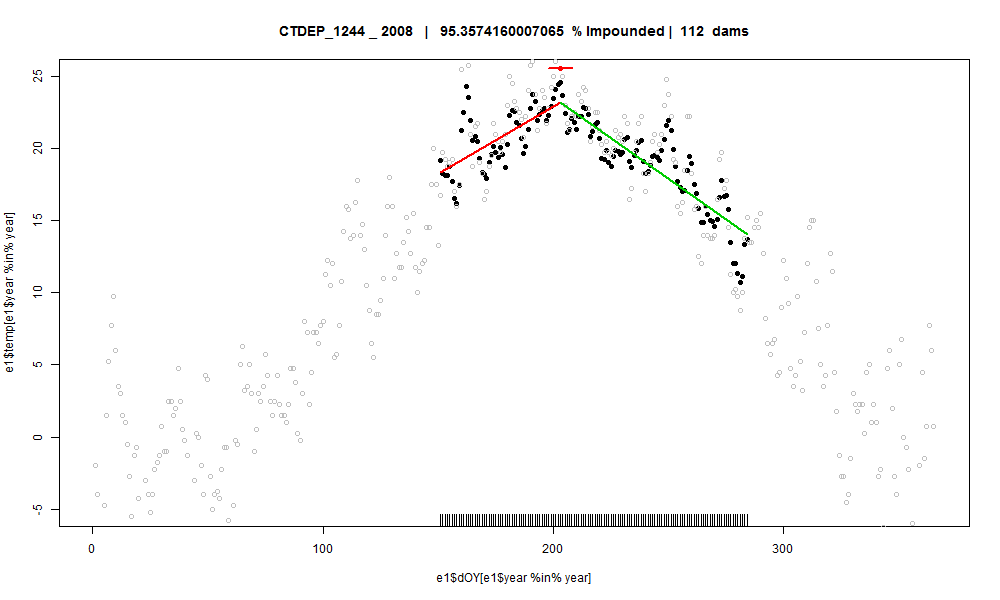 CTDEP_1244 _ 2008 | 95.3574160007065 % Impounded | 112 dams
e1$temp[e1$year %in% year]
25
20
15
10
5
0
-5
0 100 200 300
e1$dOY[e1$year %in% year]